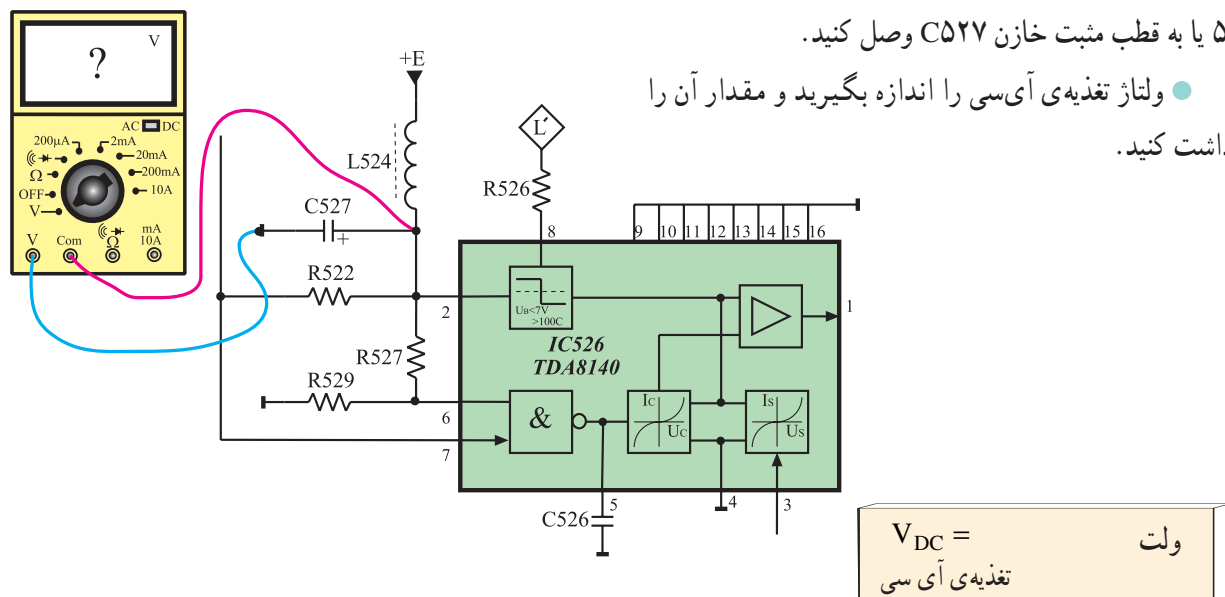 ۵ یا به قطب مثبت خازن C۵۲۷ وصل کنید.
● ولتاژ تغذیه‌ی آی‌سی را اندازه بگیرید و مقدار آن را
داشت کنید.
V
?
AC DC
200μA
2mA
20mA
200mA
10A
Ω
OFF
V
V
Com
Ω
mA
10A
+E
L524
C527
+
R522
R527
R529
L´
R526
8
9 10 11 12 13 14 15 16
2
UB<7V
>100C
1
IC526
TDA8140
6
7
&
IC
UC
IS
US
5
4
3
C526
VDC = ولت
تغذیه‌ی آی سی